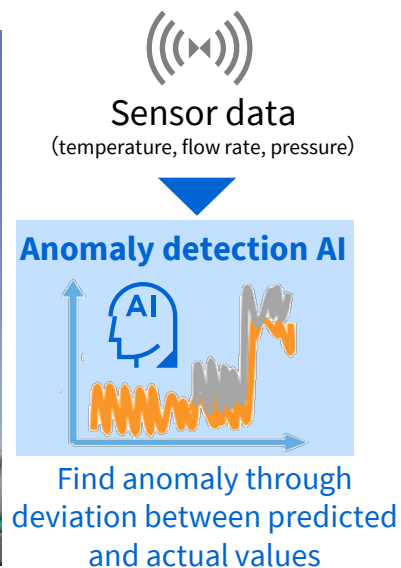 Sensor data
（temperature, flow rate, pressure）
Anomaly detection AI
AI
Find anomaly through
deviation between predicted
and actual values